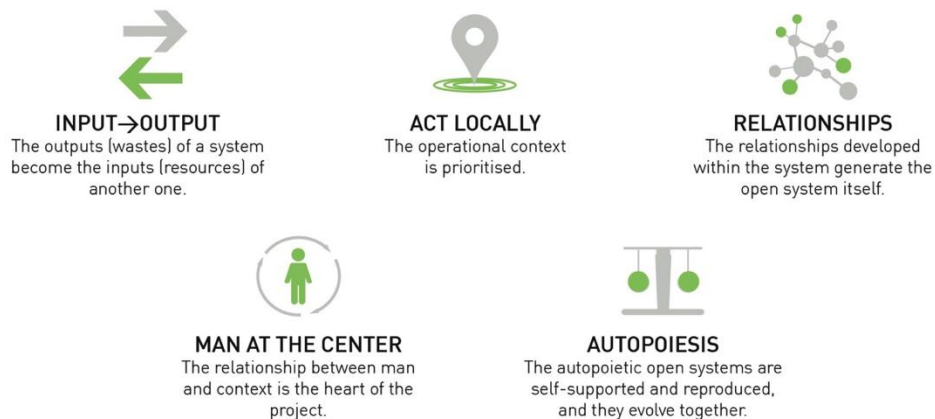 INPUT→OUTPUT
The outputs (wastes) of a system
become the inputs (resources) of
another one.
ACT LOCALLY
The operational context
is prioritised.
RELATIONSHIPS
The relationships developed
within the system generate the
open system itself.
MAN AT THE CENTER
The relationship between man
and context is the heart of the
project.
AUTOPOIESIS
The autopoietic open systems are
self-supported and reproduced,
and they evolve together.